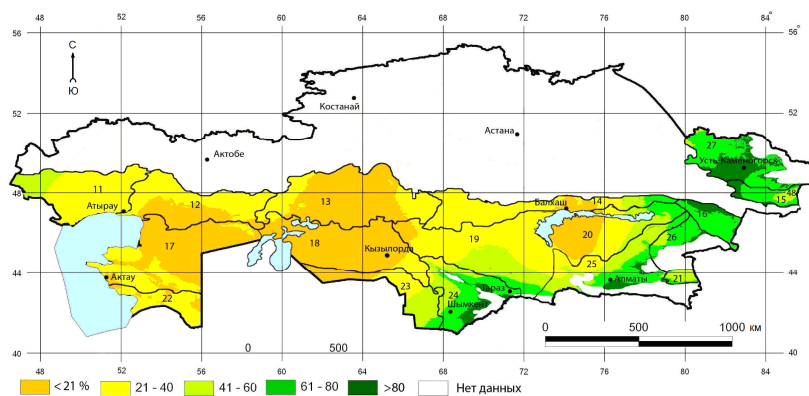 48 52 56 60 64 68 72 76 80 84°
56° 56°
С
Ю
Костанай
52 52
Астана
27
Актобе
Усть-Каменогорск
48 11 12 13 14 48
15
Балхаш
Атырау
16
17 18 19 20 26
Кызылорда
25
44 Актау Алматы 21 44
23 Тараз
22 24
Шымкент
0 500 1000 км
0 500
40 40
48 52 56 60 64 68 72 76 80 84
<21 % 21 - 40 41 - 60 61 - 80 >80 Нет данных